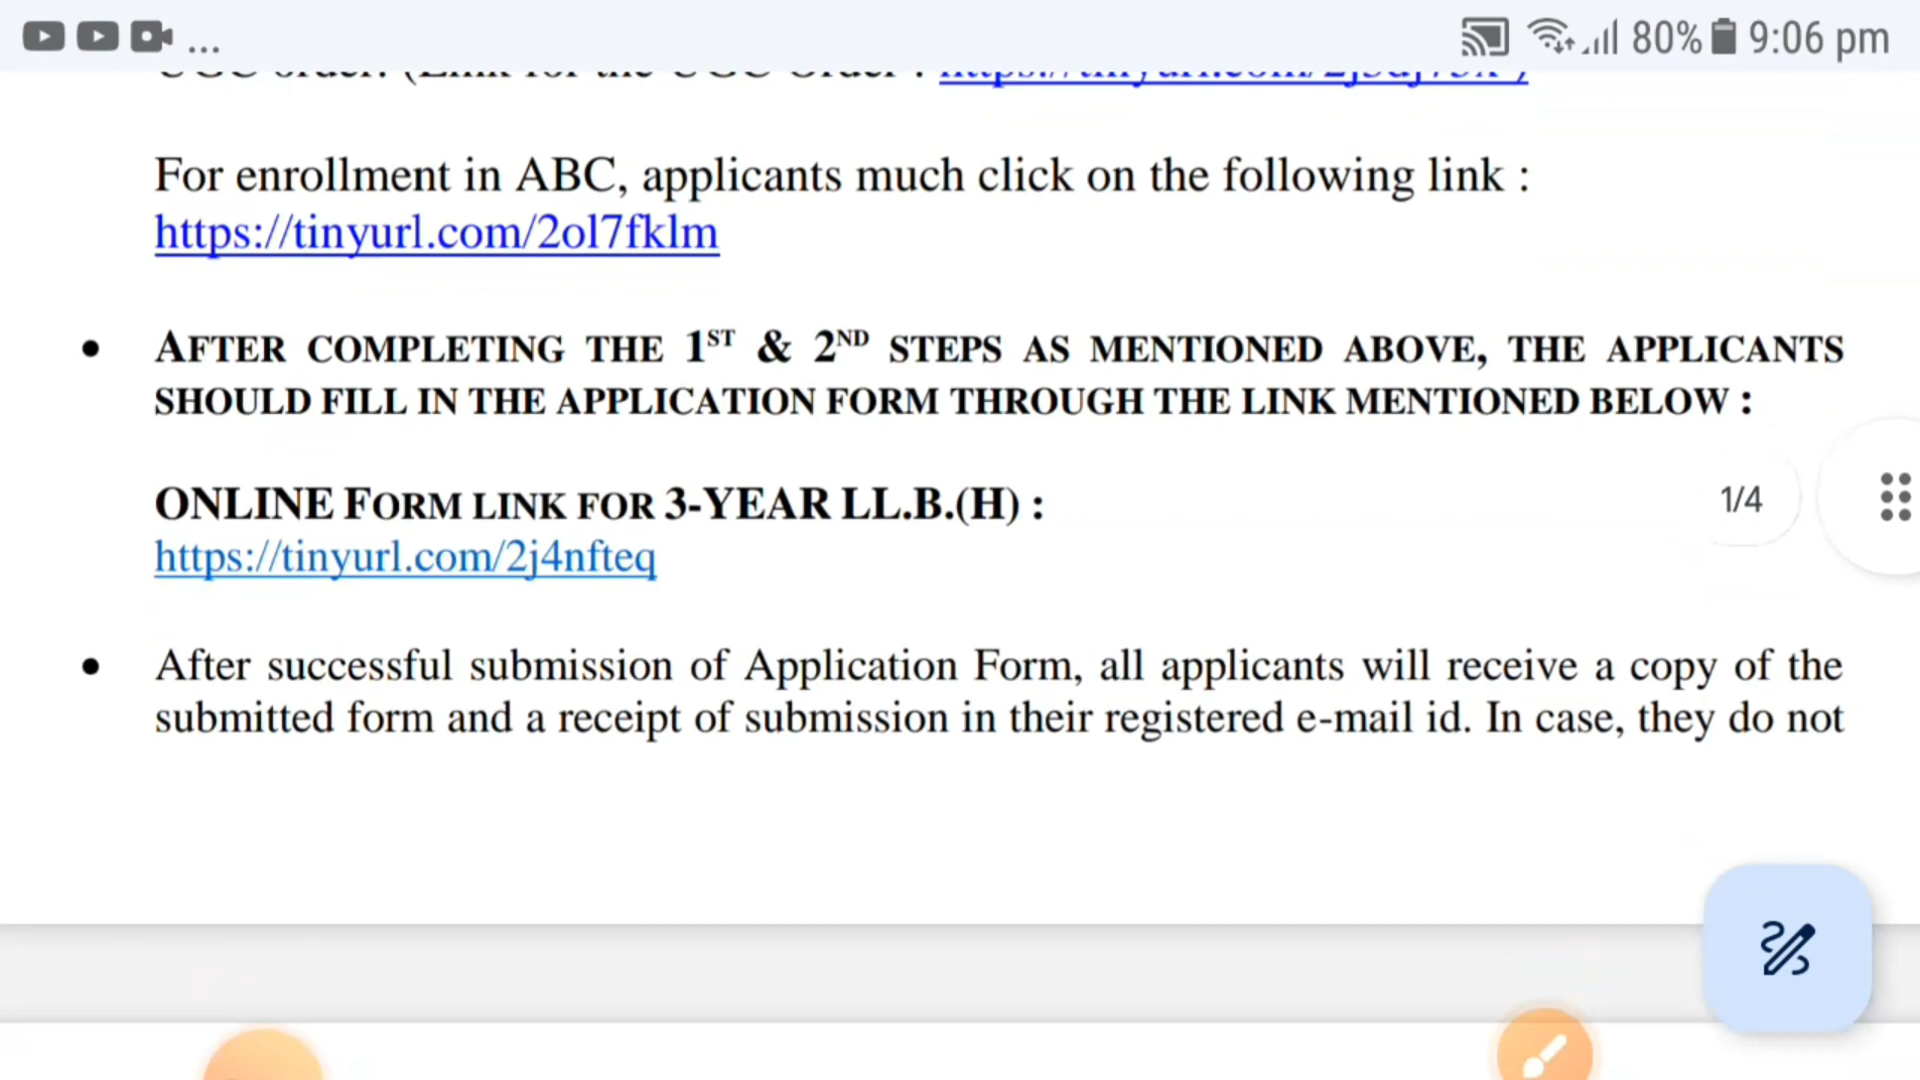 ... 80% 9:06 pm
For enrollment in ABC, applicants much click on the following link :
https://tinyurl.com/2ol7fklm
• AFTER COMPLETING THE 1ST & 2ND STEPS AS MENTIONED ABOVE, THE APPLICANTS
SHOULD FILL IN THE APPLICATION FORM THROUGH THE LINK MENTIONED BELOW :
ONLINE FORM LINK FOR 3-YEAR LL.B.(H) :
1/4
https://tinyurl.com/2j4nfteq
• After successful submission of Application Form, all applicants will receive a copy of the
submitted form and a receipt of submission in their registered e-mail id. In case, they do not